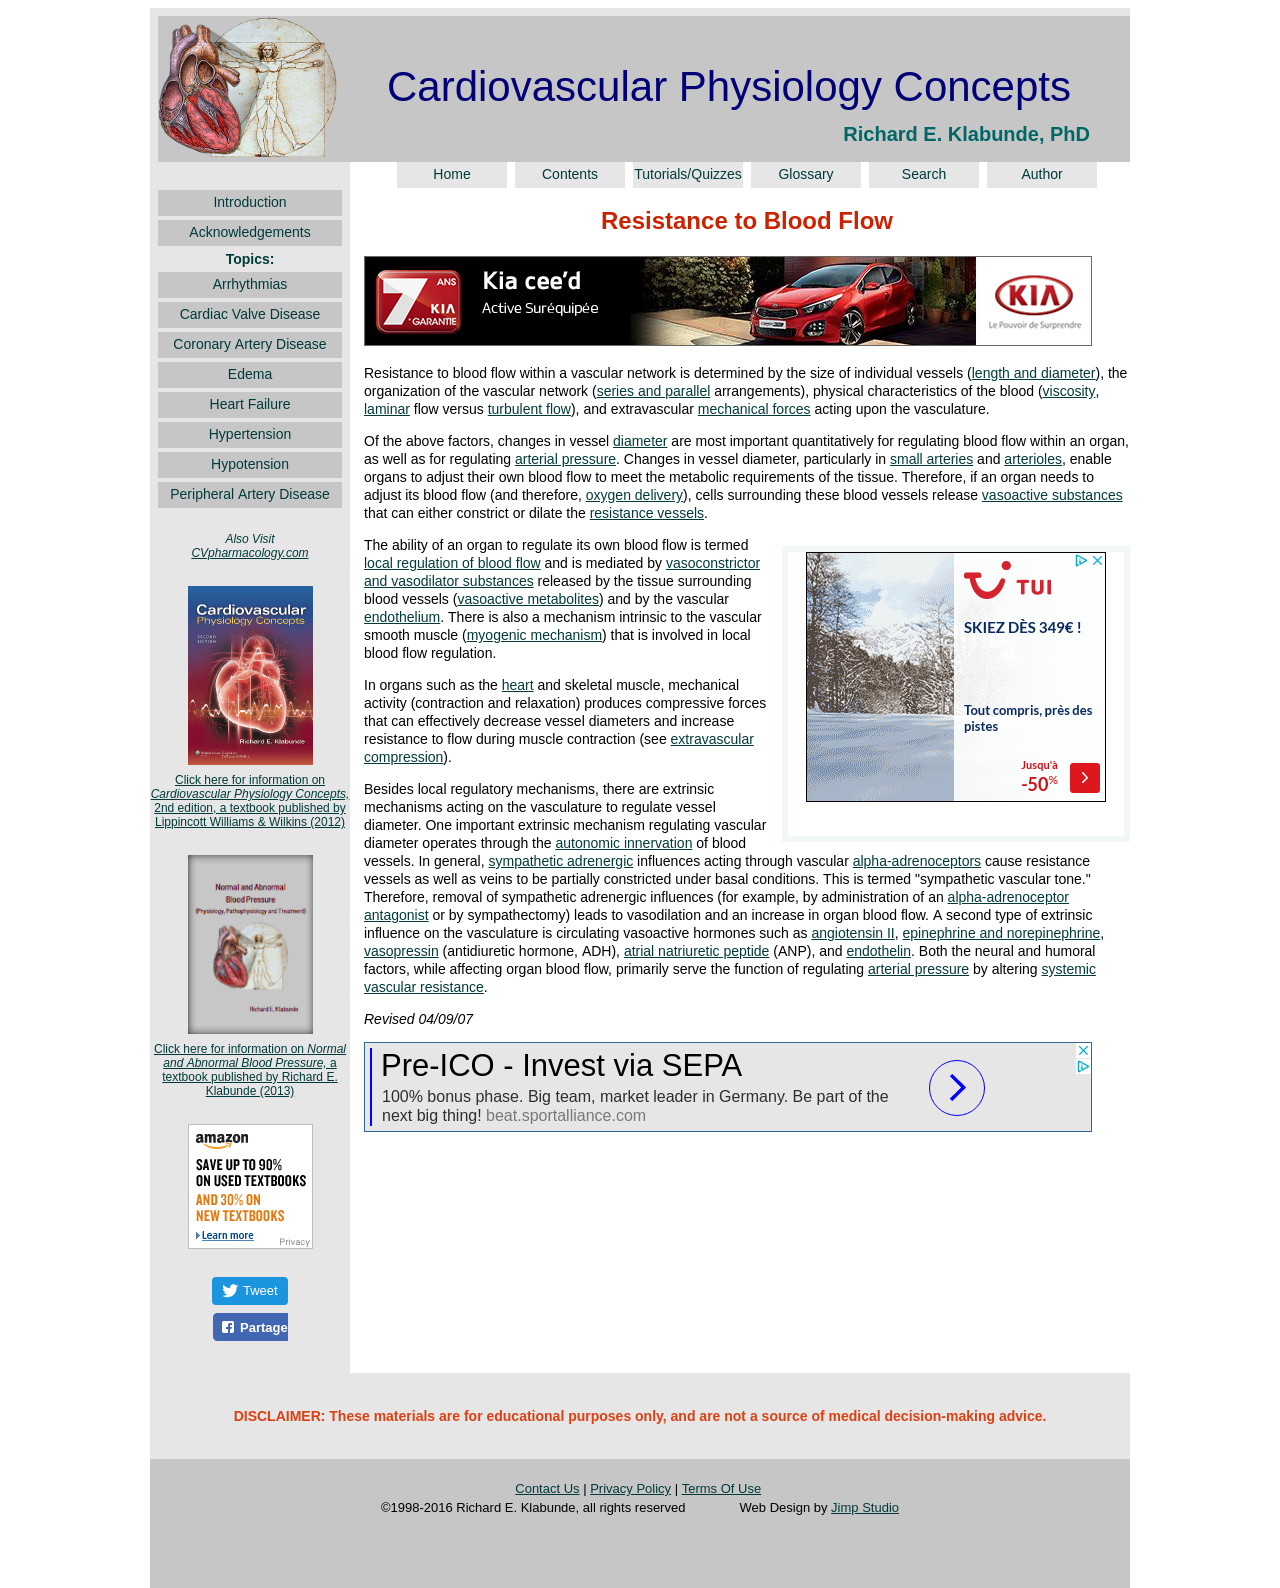 Cardiovascular Physiology Concepts
Richard E. Klabunde, PhD
Home
Contents
Tutorials/Quizzes
Glossary
Search
Author
Introduction
Acknowledgements
Topics:
Arrhythmias
Cardiac Valve Disease
Coronary Artery Disease
Edema
Heart Failure
Hypertension
Hypotension
Peripheral Artery Disease
Also Visit
CVpharmacology.com
Cardiovascular
Physiology Concepts
SECOND EDITION
Richard E. Klabunde
Click here for information on
Cardiovascular Physiology Concepts,
2nd edition, a textbook published by
Lippincott Williams & Wilkins (2012)
Normal and Abnormal
Blood Pressure
(Physiology, Pathophysiology and Treatment)
Richard E. Klabunde
Click here for information on Normal
and Abnormal Blood Pressure, a
textbook published by Richard E.
Klabunde (2013)
amazon
SAVE UP TO 90%
ON USED TEXTBOOKS
AND 30% ON
NEW TEXTBOOKS
Learn more
Privacy
Tweet
Partage
Resistance to Blood Flow
7 ANS
KIA
GARANTIE
Kia cee'd
Active Suréquipée
KIA
Le Pouvoir de Surprendre
Resistance to blood flow within a vascular network is determined by the size of individual vessels (length and diameter), the
organization of the vascular network (series and parallel arrangements), physical characteristics of the blood (viscosity,
laminar flow versus turbulent flow), and extravascular mechanical forces acting upon the vasculature.
Of the above factors, changes in vessel diameter are most important quantitatively for regulating blood flow within an organ,
as well as for regulating arterial pressure. Changes in vessel diameter, particularly in small arteries and arterioles, enable
organs to adjust their own blood flow to meet the metabolic requirements of the tissue. Therefore, if an organ needs to
adjust its blood flow (and therefore, oxygen delivery), cells surrounding these blood vessels release vasoactive substances
that can either constrict or dilate the resistance vessels.
The ability of an organ to regulate its own blood flow is termed
local regulation of blood flow and is mediated by vasoconstrictor
and vasodilator substances released by the tissue surrounding
blood vessels (vasoactive metabolites) and by the vascular
endothelium. There is also a mechanism intrinsic to the vascular
smooth muscle (myogenic mechanism) that is involved in local
blood flow regulation.
TUI
SKIEZ DÈS 349€ !
Tout compris, près des
pistes
Jusqu'à
-50%
In organs such as the heart and skeletal muscle, mechanical
activity (contraction and relaxation) produces compressive forces
that can effectively decrease vessel diameters and increase
resistance to flow during muscle contraction (see extravascular
compression).
Besides local regulatory mechanisms, there are extrinsic
mechanisms acting on the vasculature to regulate vessel
diameter. One important extrinsic mechanism regulating vascular
diameter operates through the autonomic innervation of blood
vessels. In general, sympathetic adrenergic influences acting through vascular alpha-adrenoceptors cause resistance
vessels as well as veins to be partially constricted under basal conditions. This is termed "sympathetic vascular tone."
Therefore, removal of sympathetic adrenergic influences (for example, by administration of an alpha-adrenoceptor
antagonist or by sympathectomy) leads to vasodilation and an increase in organ blood flow. A second type of extrinsic
influence on the vasculature is circulating vasoactive hormones such as angiotensin II, epinephrine and norepinephrine,
vasopressin (antidiuretic hormone, ADH), atrial natriuretic peptide (ANP), and endothelin. Both the neural and humoral
factors, while affecting organ blood flow, primarily serve the function of regulating arterial pressure by altering systemic
vascular resistance.
Revised 04/09/07
Pre-ICO - Invest via SEPA
100% bonus phase. Big team, market leader in Germany. Be part of the
next big thing! beat.sportalliance.com
DISCLAIMER: These materials are for educational purposes only, and are not a source of medical decision-making advice.
Contact Us | Privacy Policy | Terms Of Use
©1998-2016 Richard E. Klabunde, all rights reserved Web Design by Jimp Studio